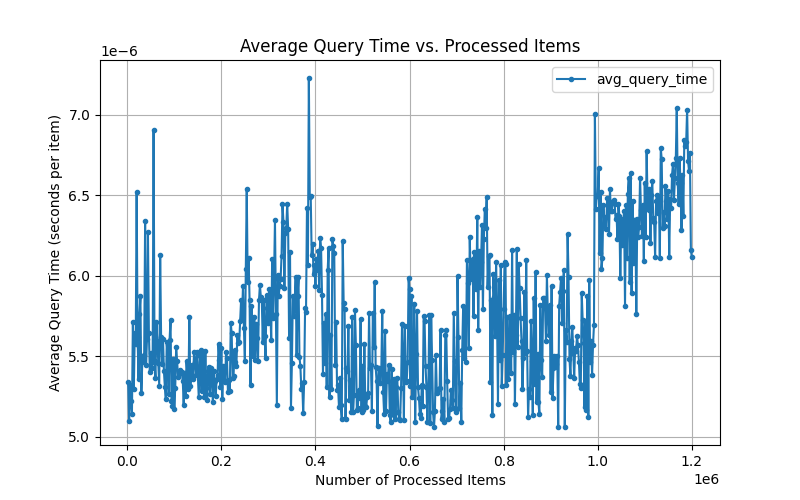 Average Query Time vs. Processed Items
1e−6
avg_query_time
7.0
6.5
6.0
5.5
5.0
Average Query Time (seconds per item)
0.0 0.2 0.4 0.6 0.8 1.0 1.2
1e6
Number of Processed Items